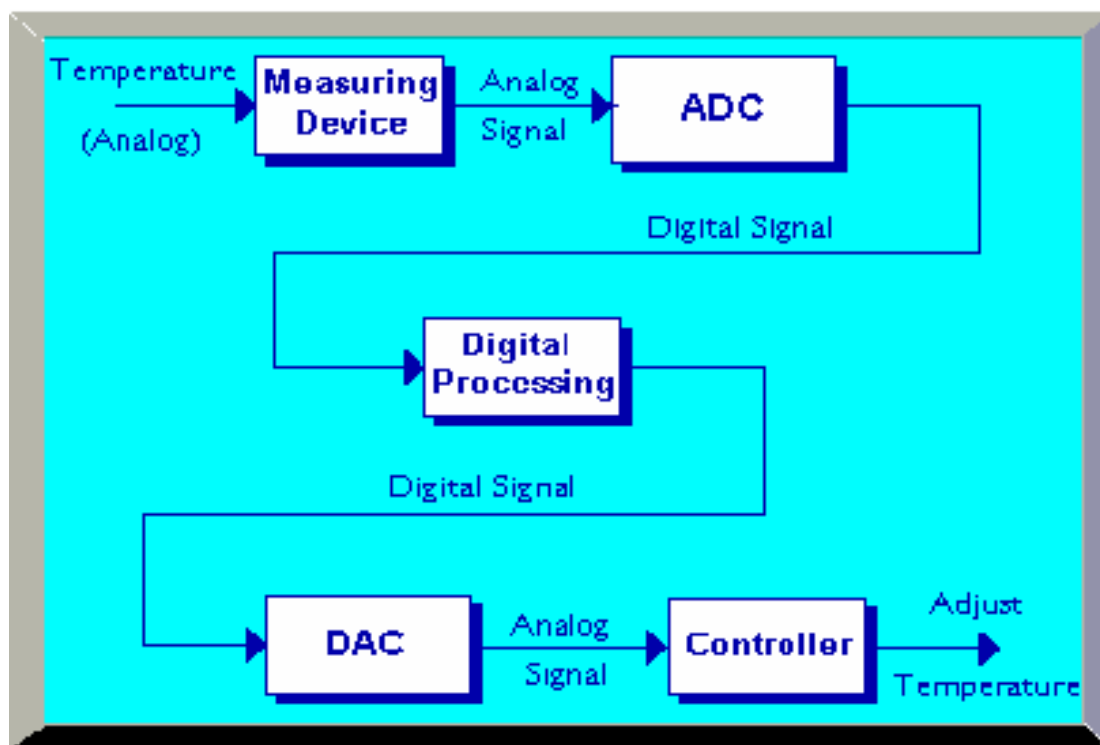 Temperature
(Analog)
Measuring
Device
Analog
Signal
ADC
Digital Signal
Digital
Processing
Digital Signal
DAC
Analog
Signal
Controller
Adjust
Temperature